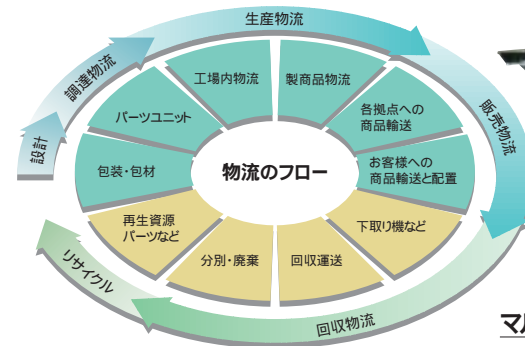 生産物流
調達物流
設計
販売物流
工場内物流
製商品物流
パーツユニット
各拠点への
商品輸送
包装・包材
物流のフロー
お客様への
商品輸送と配置
再生資源
パーツなど
下取り機など
分別・廃棄
回収運送
リサイクル
回収物流